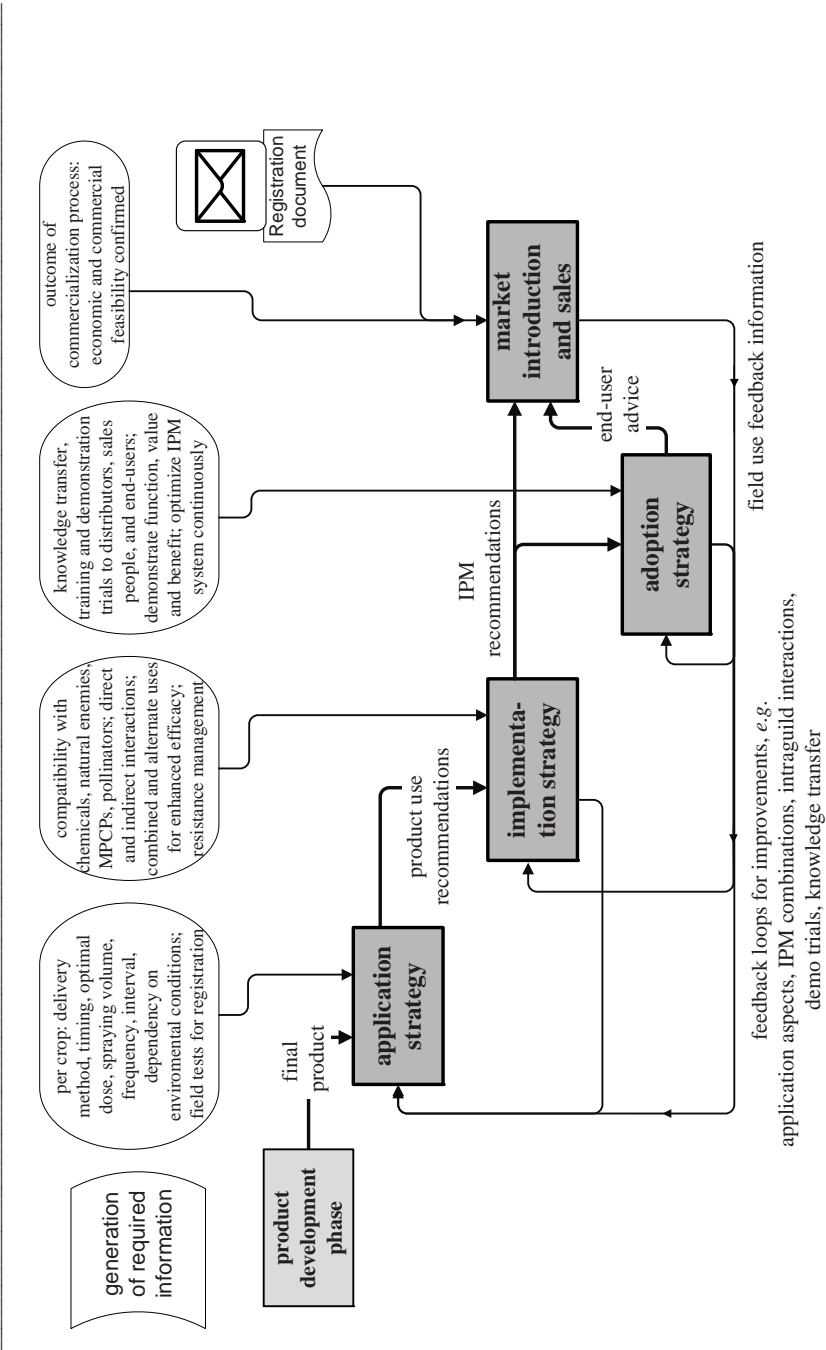 generation
of required
information
per crop: delivery
method, timing, optimal
dose, spraying volume,
frequency, interval,
dependency on
enviromental conditions;
field tests for registration
compatibility with
chemicals, natural enemies,
MPCPs, pollinators; direct
and indirect interactions;
combined and alternate uses
for enhanced efficacy;
resistance management
knowledge transfer,
training and demonstration
trials to distributors, sales
people, and end-users;
demonstrate function, value
and benefit; optimize IPM
system continuously
outcome of
commercialization process:
economic and commercial
feasibility confirmed
Registration
document
product
development
phase
final
product
application
strategy
product use
recommendations
implementa-
tion strategy
IPM
recommendations
adoption
strategy
end-user
advice
market
introduction
and sales
field use feedback information
feedback loops for improvements, e.g.
application aspects, IPM combinations, intraguild interactions,
demo trials, knowledge transfer